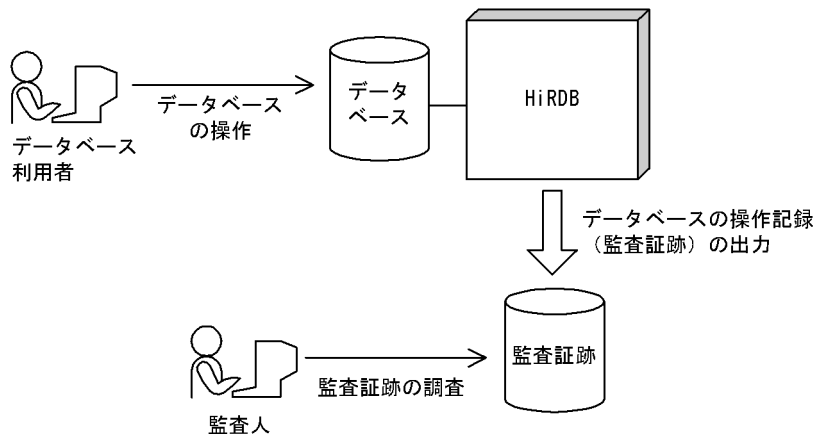 データベース
の操作
データ
ベース
HiRDB
データベース
利用者
データベースの操作記録
(監査証跡)の出力
監査証跡
監査証跡の調査
監査人